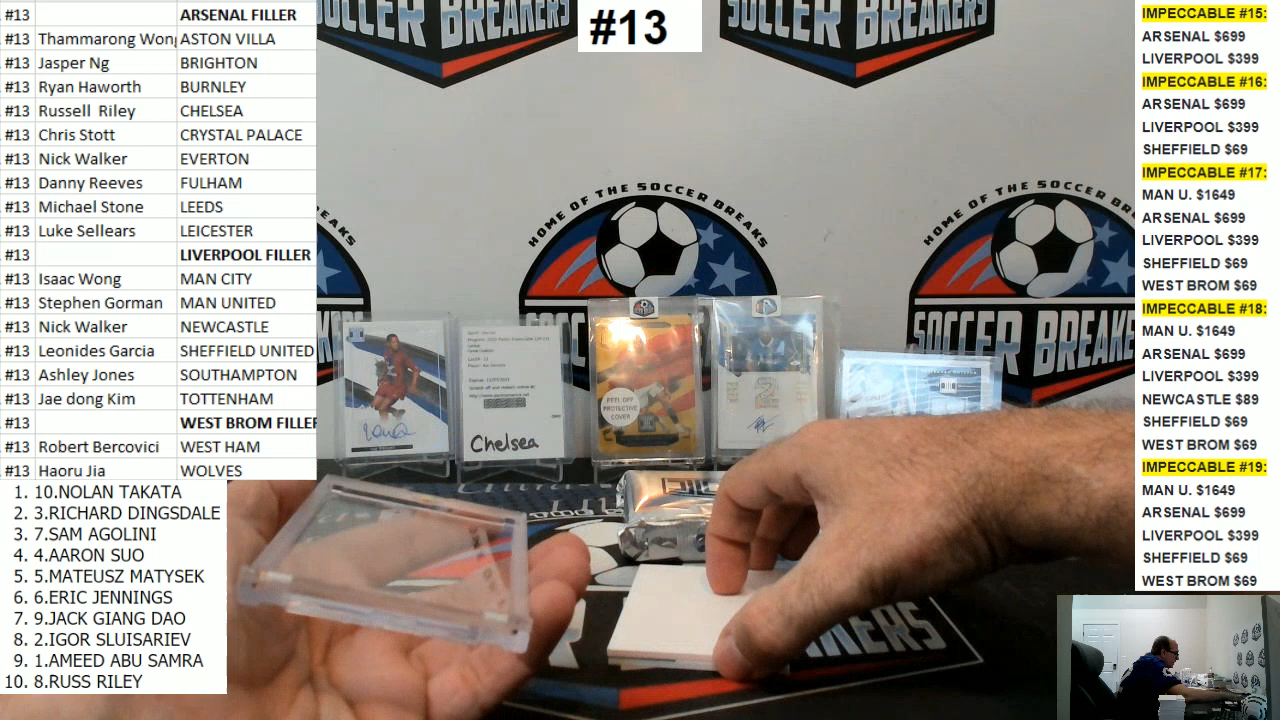 #13 ARSENAL FILLER
#13 Thammarong Wong ASTON VILLA
#13 Jasper Ng BRIGHTON
#13 Ryan Haworth BURNLEY
#13 Russell Riley CHELSEA
#13 Chris Stott CRYSTAL PALACE
#13 Nick Walker EVERTON
#13 Danny Reeves FULHAM
#13 Michael Stone LEEDS
#13 Luke Sellears LEICESTER
#13 LIVERPOOL FILLER
#13 Isaac Wong MAN CITY
#13 Stephen Gorman MAN UNITED
#13 Nick Walker NEWCASTLE
#13 Leonides Garcia SHEFFIELD UNITED
#13 Ashley Jones SOUTHAMPTON
#13 Jae dong Kim TOTTENHAM
#13 WEST BROM FILLER
#13 Robert Bercovici WEST HAM
#13 Haoru Jia WOLVES
1. 10.NOLAN TAKATA
2. 3.RICHARD DINGSDALE
3. 7.SAM AGOLINI
4. 4.AARON SUO
5. 5.MATEUSZ MATYSEK
6. 6.ERIC JENNINGS
7. 9.JACK GIANG DAO
8. 2.IGOR SLUISARIEV
9. 1.AMEED ABU SAMRA
10. 8.RUSS RILEY
#13
SOCCER BREAKERS
SOCCER BREAKERS
HOME OF THE SOCCER BREAKS
HOME OF THE SOCCER BREAKS
SOCCER BREAKERS
PEEL OFF
PROTECTIVE
COVER
Chelsea
IMPECCABLE #15:
ARSENAL $699
LIVERPOOL $399
IMPECCABLE #16:
ARSENAL $699
LIVERPOOL $399
SHEFFIELD $69
IMPECCABLE #17:
MAN U. $1649
ARSENAL $699
LIVERPOOL $399
SHEFFIELD $69
WEST BROM $69
IMPECCABLE #18:
MAN U. $1649
ARSENAL $699
LIVERPOOL $399
NEWCASTLE $89
SHEFFIELD $69
WEST BROM $69
IMPECCABLE #19:
MAN U. $1649
ARSENAL $699
LIVERPOOL $399
SHEFFIELD $69
WEST BROM $69